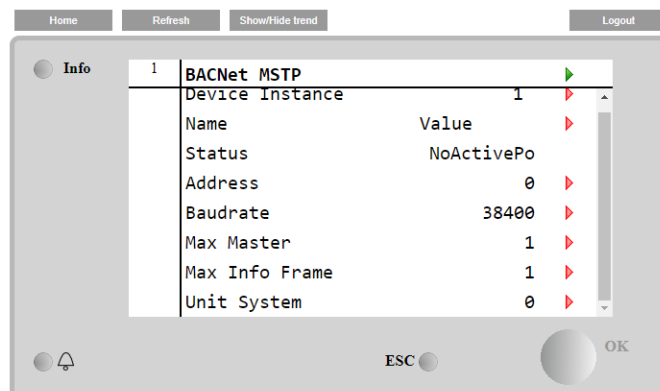 Home Refresh Show/Hide trend Logout
Info
1 BACNet MSTP
Device Instance 1
Name Value
Status NoActivePo
Address 0
Baudrate 38400
Max Master 1
Max Info Frame 1
Unit System 0
ESC OK